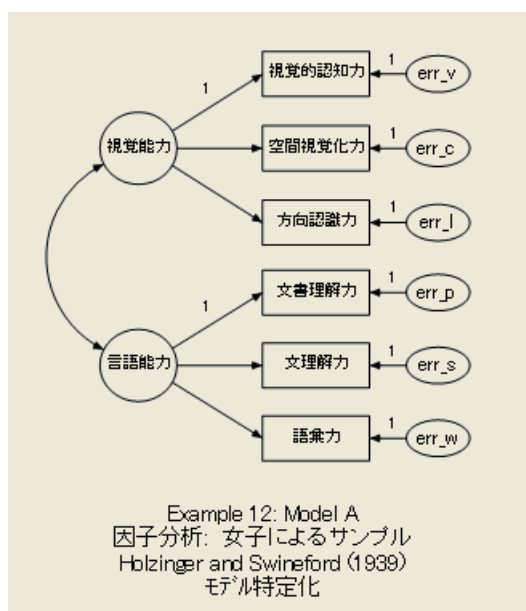 視覚的認知力
1
err_v
1
視覚能力
空間視覚化力
1
err_c
方向認識力
1
err_l
文書理解力
1
err_p
1
言語能力
文理解力
1
err_s
語彙力
1
err_w
Example 12: Model A
因子分析: 女子によるサンプル
Holzinger and Swineford (1939)
モデル特定化